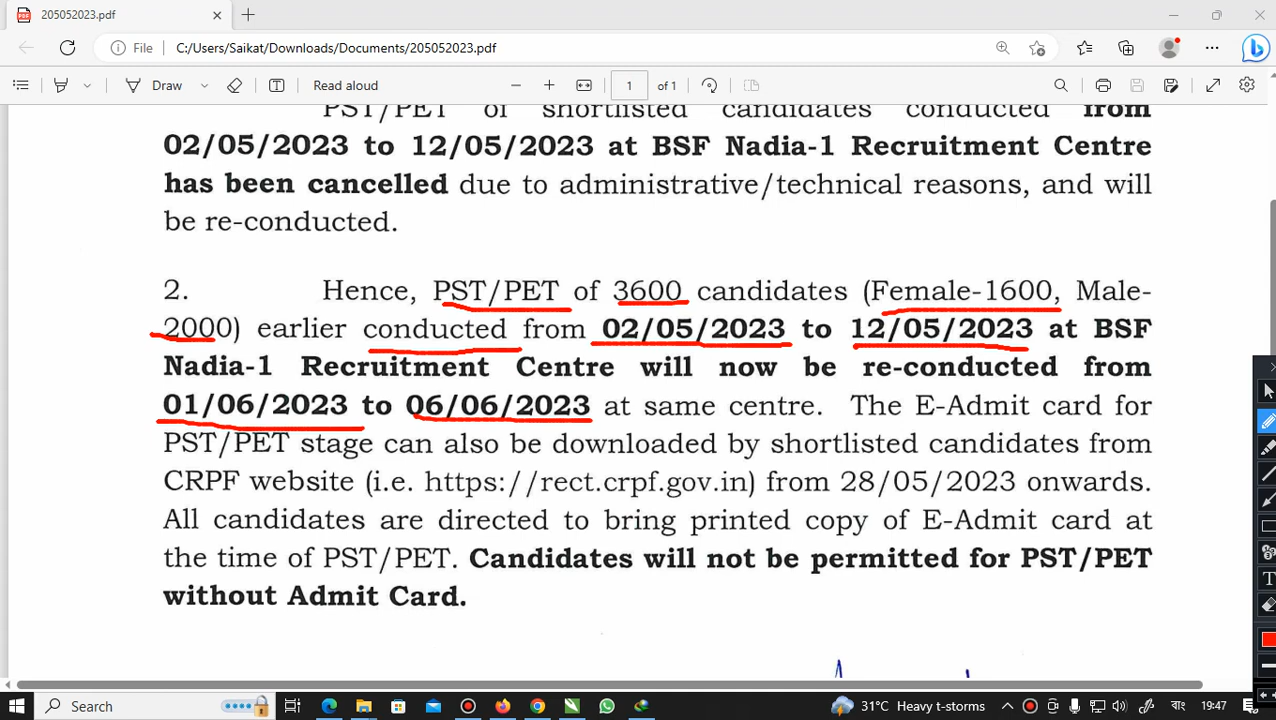 205052023.pdf
File C:/Users/Saikat/Downloads/Documents/205052023.pdf
Draw Read aloud 1 of 1
PST/PET of shortlisted candidates conducted from
02/05/2023 to 12/05/2023 at BSF Nadia-1 Recruitment Centre
has been cancelled due to administrative/technical reasons, and will
be re-conducted.
2. Hence, PST/PET of 3600 candidates (Female-1600, Male-
2000) earlier conducted from 02/05/2023 to 12/05/2023 at BSF
Nadia-1 Recruitment Centre will now be re-conducted from
01/06/2023 to 06/06/2023 at same centre. The E-Admit card for
PST/PET stage can also be downloaded by shortlisted candidates from
CRPF website (i.e. https://rect.crpf.gov.in) from 28/05/2023 onwards.
All candidates are directed to bring printed copy of E-Admit card at
the time of PST/PET. Candidates will not be permitted for PST/PET
without Admit Card.
Search 31°C Heavy t-storms বাং 19:47